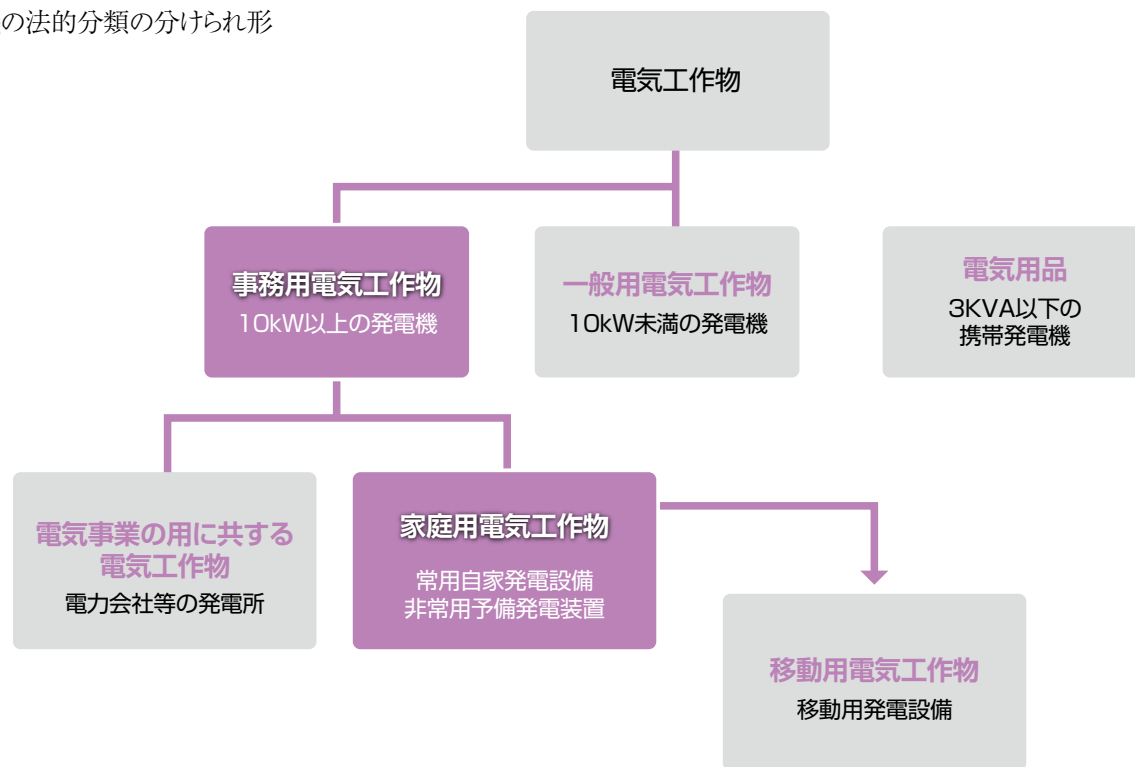 の法的分類の分けられ形
電気工作物
事務用電気工作物
10kW以上の発電機
一般用電気工作物
10kW未満の発電機
電気用品
3KVA以下の
携帯発電機
電気事業の用に共する
電気工作物
電力会社等の発電所
家庭用電気工作物
常用自家発電設備
非常用予備発電装置
移動用電気工作物
移動用発電設備